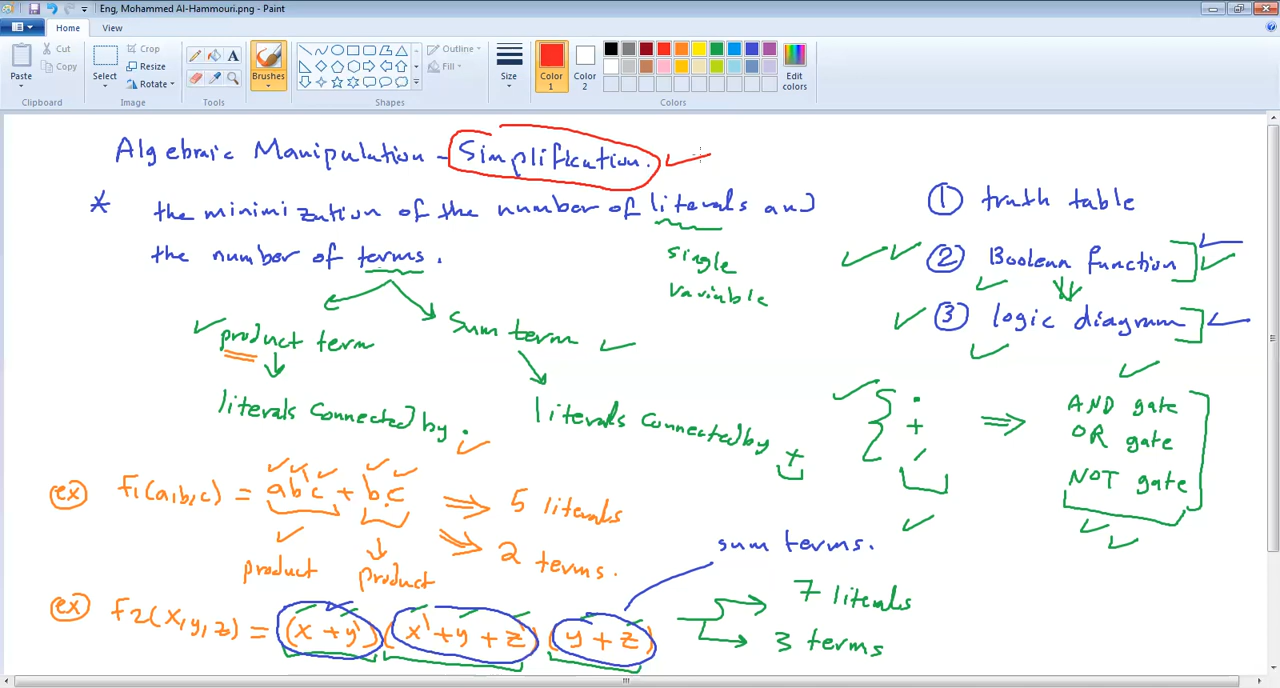 Eng, Mohammed Al-Hammouri.png - Paint
Home View
Paste
Cut
Copy
Clipboard
Select
Crop
Resize
Rotate
Image
Tools
Brushes
Shapes
Outline
Fill
Size
Color 1
Color 2
Edit colors
Colors
Algebraic Manipulation - Simplification.
* the minimization of the number of literals and
the number of terms.
single
variable
product term
Sum term
literals connected by .
literals connected by +
① truth table
② Boolean function
③ logic diagram
.
+
'
⇒
AND gate
OR gate
NOT gate
ex) F1(a,b,c) = abc + b.c ⇒ 5 literals
⇒ 2 terms.
product product
sum terms.
ex) F2(x,y,z) = (x+y')(x'+y+z')(y+z)
7 literals
3 terms